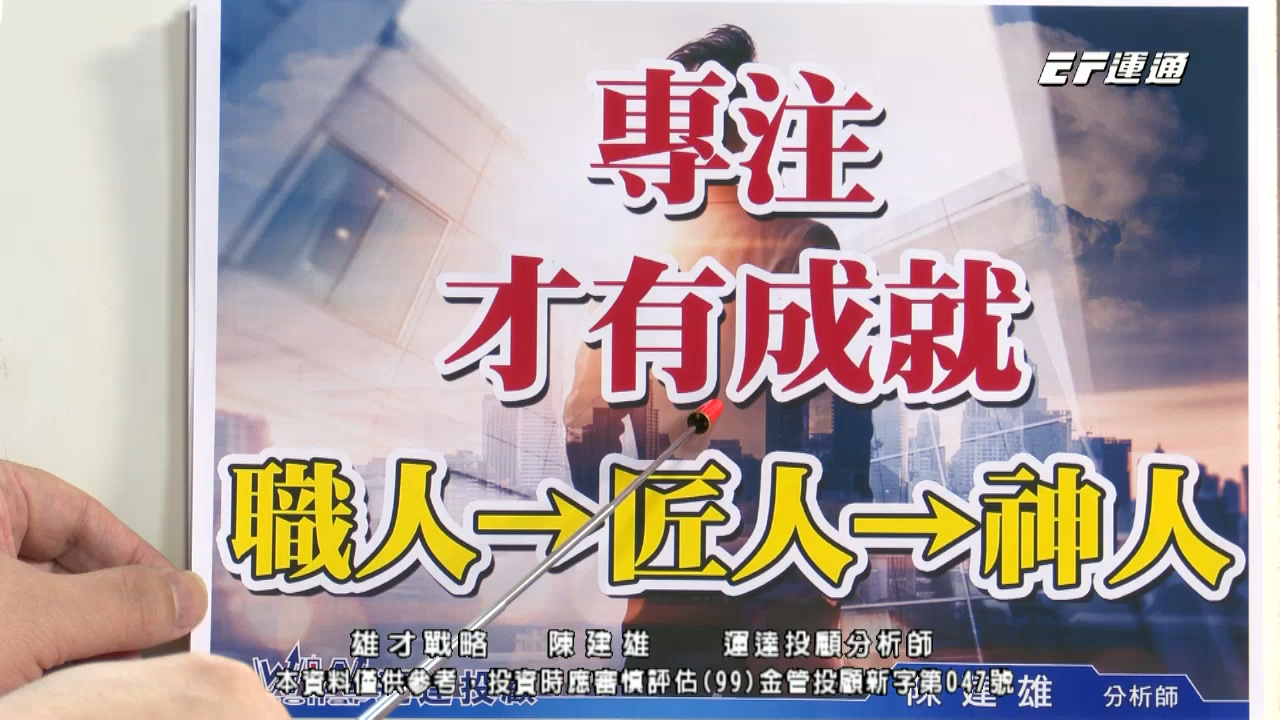 EF運通
專注
才有成就
職人→匠人→神人
雄才戰略 陳建雄 運達投顧分析師
本資料僅供參考 投資時應審慎評估(99)金管投顧新字第047號
陳建雄 分析師